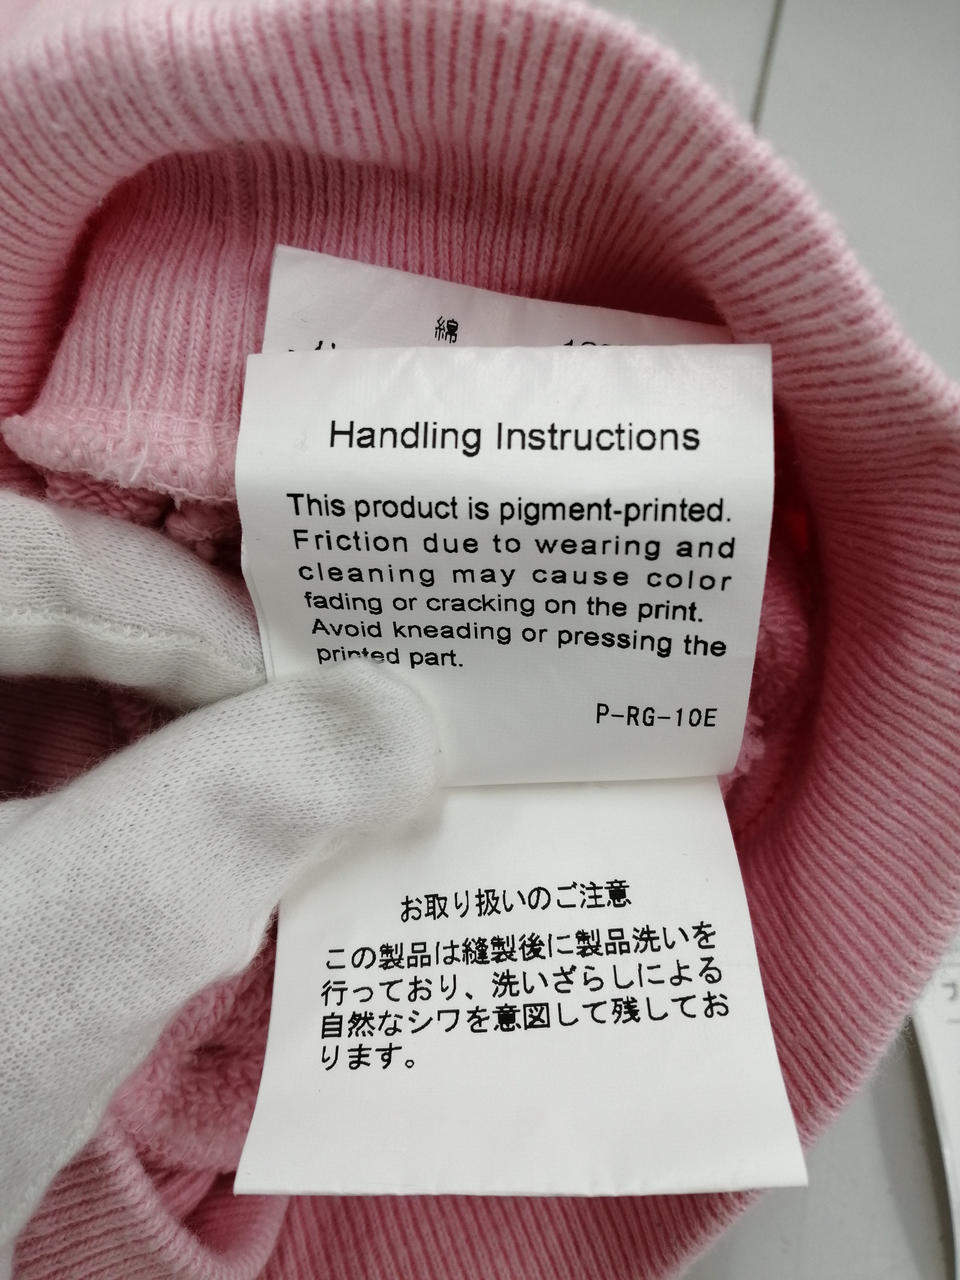 綿
Handling Instructions
This product is pigment-printed.
Friction due to wearing and
cleaning may cause color
fading or cracking on the print.
Avoid kneading or pressing the
printed part.
P-RG-10E
お取り扱いのご注意
この製品は縫製後に製品洗いを
行っており、洗いざらしによる
自然なシワを意図して残してお
ります。